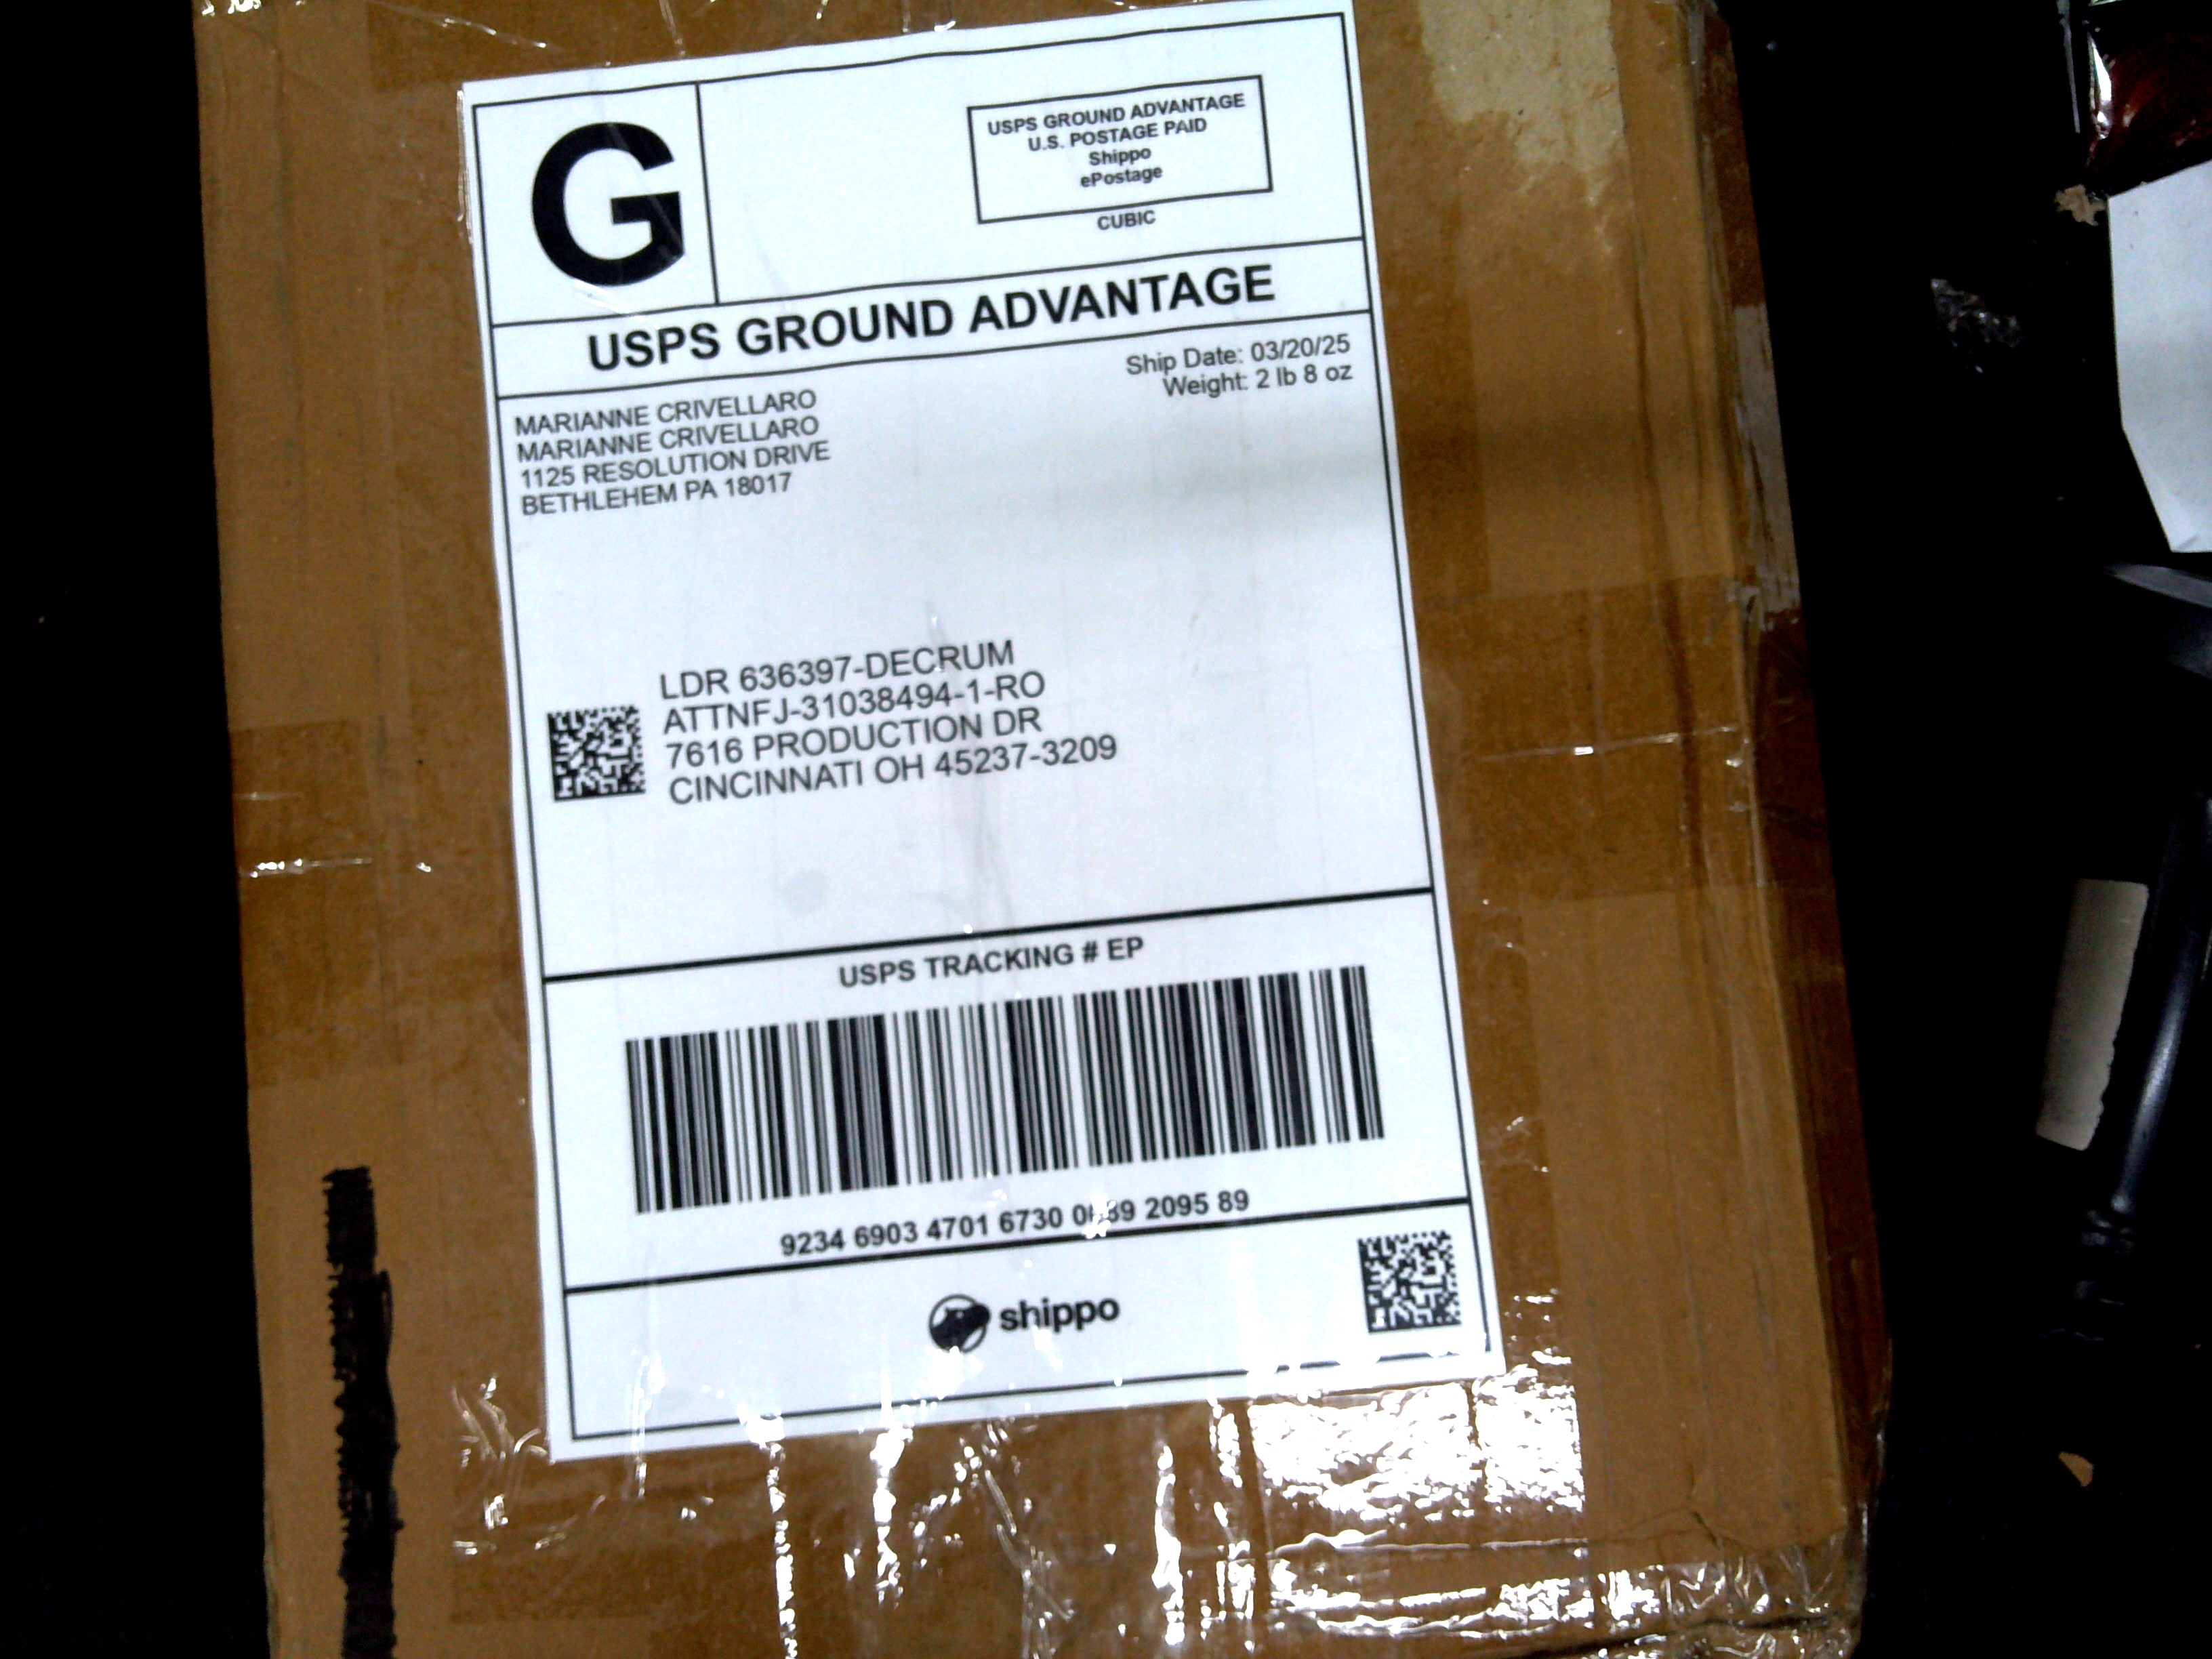 G
USPS GROUND ADVANTAGE
U.S. POSTAGE PAID
Shippo
ePostage
CUBIC
USPS GROUND ADVANTAGE
Ship Date: 03/20/25
Weight: 2 lb 8 oz
MARIANNE CRIVELLARO
MARIANNE CRIVELLARO
1125 RESOLUTION DRIVE
BETHLEHEM PA 18017
LDR 636397-DECRUM
ATTNFJ-31038494-1-RO
7616 PRODUCTION DR
CINCINNATI OH 45237-3209
USPS TRACKING # EP
9234 6903 4701 6730 2095 89
shippo